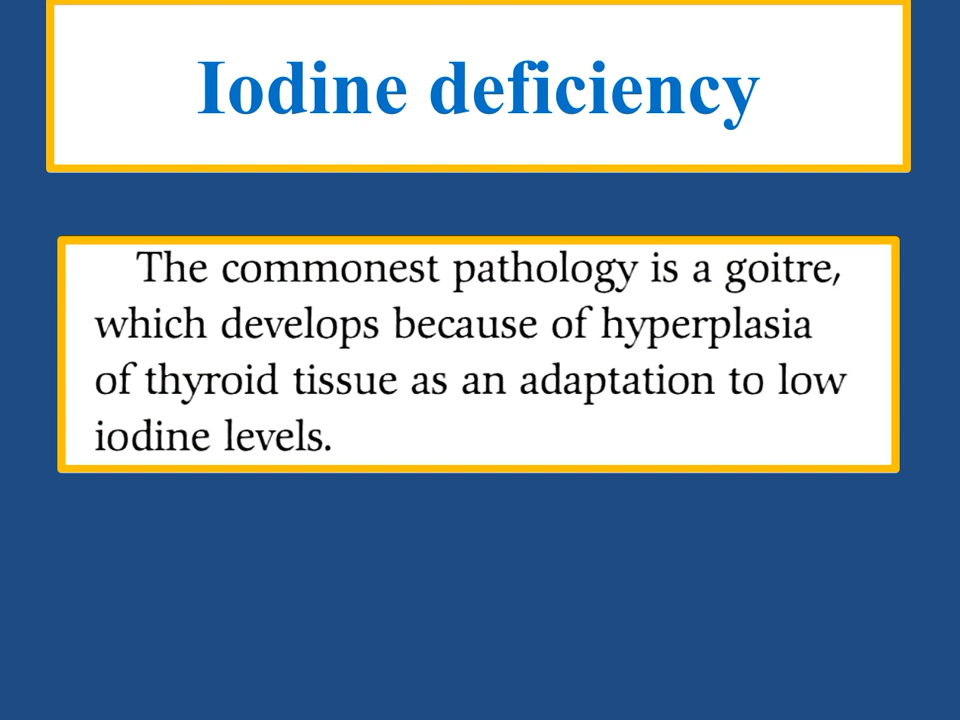 Iodine deficiency
The commonest pathology is a goitre,
which develops because of hyperplasia
of thyroid tissue as an adaptation to low
iodine levels.